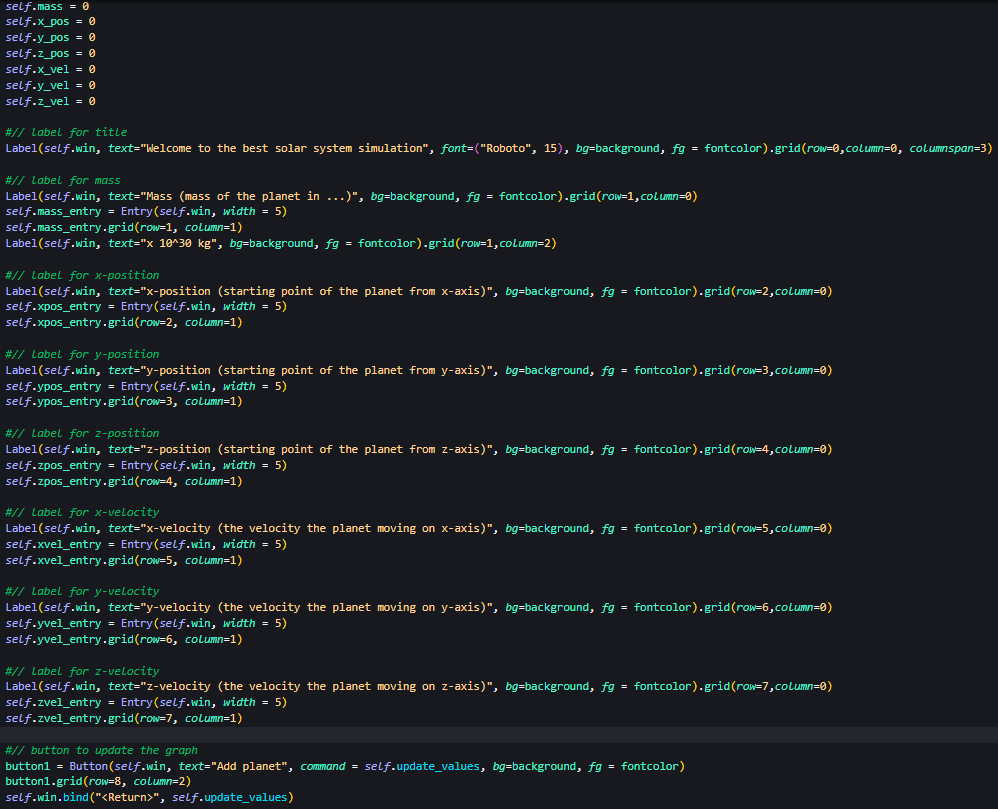 self.mass = 0
self.x_pos = 0
self.y_pos = 0
self.z_pos = 0
self.x_vel = 0
self.y_vel = 0
self.z_vel = 0
#// label for title
Label(self.win, text="Welcome to the best solar system simulation", font=("Roboto", 15), bg=background, fg = fontcolor).grid(row=0,column=0, columnspan=3)
#// label for mass
Label(self.win, text="Mass (mass of the planet in ...)", bg=background, fg = fontcolor).grid(row=1,column=0)
self.mass_entry = Entry(self.win, width = 5)
self.mass_entry.grid(row=1, column=1)
Label(self.win, text="x 10^30 kg", bg=background, fg = fontcolor).grid(row=1,column=2)
#// label for x-position
Label(self.win, text="x-position (starting point of the planet from x-axis)", bg=background, fg = fontcolor).grid(row=2,column=0)
self.xpos_entry = Entry(self.win, width = 5)
self.xpos_entry.grid(row=2, column=1)
#// label for y-position
Label(self.win, text="y-position (starting point of the planet from y-axis)", bg=background, fg = fontcolor).grid(row=3,column=0)
self.ypos_entry = Entry(self.win, width = 5)
self.ypos_entry.grid(row=3, column=1)
#// label for z-position
Label(self.win, text="z-position (starting point of the planet from z-axis)", bg=background, fg = fontcolor).grid(row=4,column=0)
self.zpos_entry = Entry(self.win, width = 5)
self.zpos_entry.grid(row=4, column=1)
#// label for x-velocity
Label(self.win, text="x-velocity (the velocity the planet moving on x-axis)", bg=background, fg = fontcolor).grid(row=5,column=0)
self.xvel_entry = Entry(self.win, width = 5)
self.xvel_entry.grid(row=5, column=1)
#// label for y-velocity
Label(self.win, text="y-velocity (the velocity the planet moving on y-axis)", bg=background, fg = fontcolor).grid(row=6,column=0)
self.yvel_entry = Entry(self.win, width = 5)
self.yvel_entry.grid(row=6, column=1)
#// label for z-velocity
Label(self.win, text="z-velocity (the velocity the planet moving on z-axis)", bg=background, fg = fontcolor).grid(row=7,column=0)
self.zvel_entry = Entry(self.win, width = 5)
self.zvel_entry.grid(row=7, column=1)
#// button to update the graph
button1 = Button(self.win, text="Add planet", command = self.update_values, bg=background, fg = fontcolor)
button1.grid(row=8, column=2)
self.win.bind("<Return>", self.update_values)